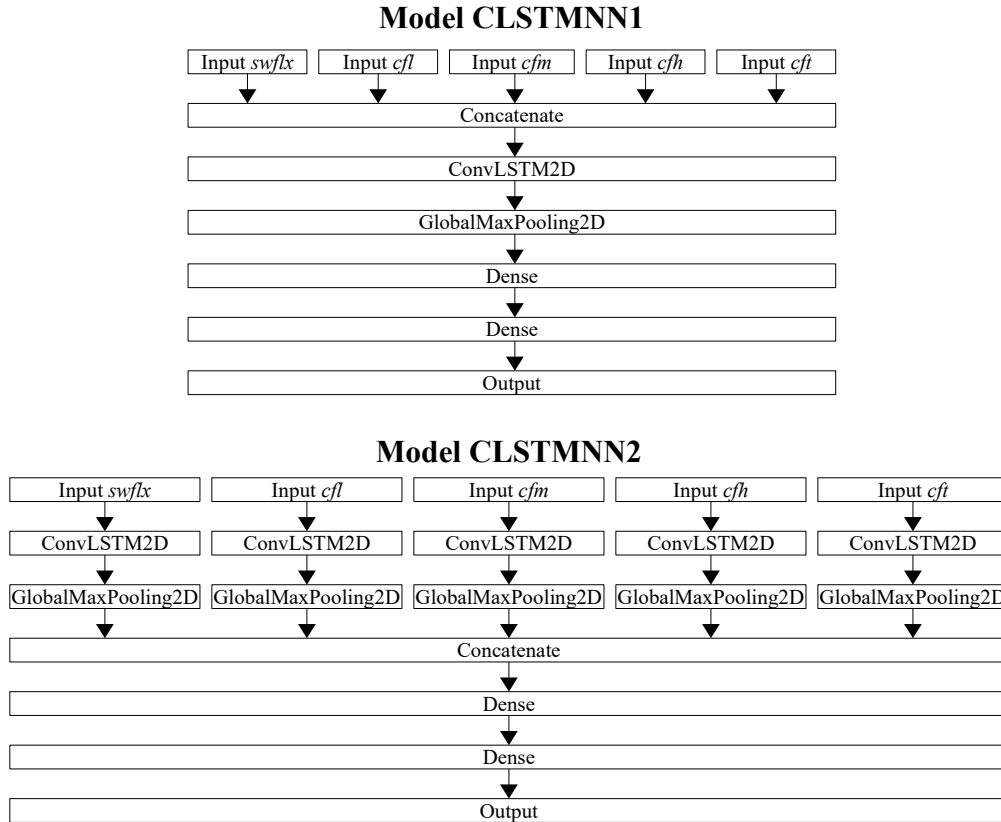 Model CLSTMNN1
Input swflx Input cfl Input cfm Input cfh Input cft
Concatenate
ConvLSTM2D
GlobalMaxPooling2D
Dense
Dense
Output
Model CLSTMNN2
Input swflx Input cfl Input cfm Input cfh Input cft
ConvLSTM2D ConvLSTM2D ConvLSTM2D ConvLSTM2D ConvLSTM2D
GlobalMaxPooling2D GlobalMaxPooling2D GlobalMaxPooling2D GlobalMaxPooling2D GlobalMaxPooling2D
Concatenate
Dense
Dense
Output